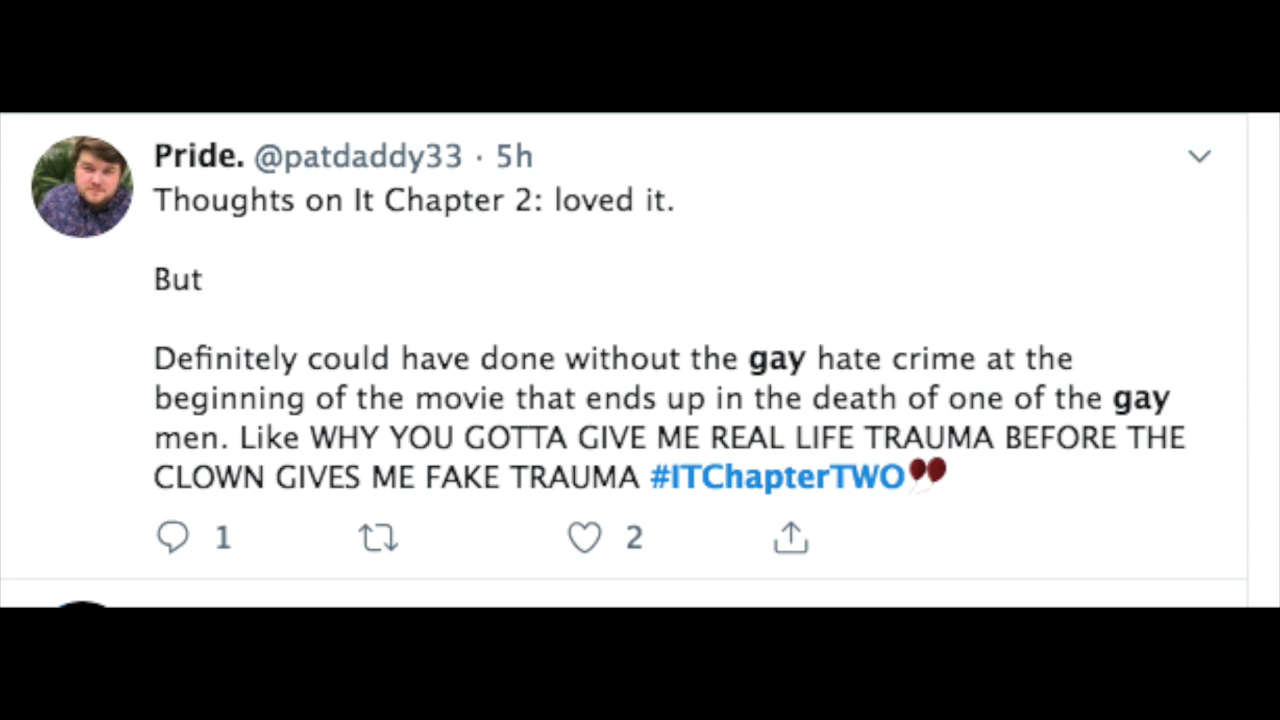 Pride. @patdaddy33 · 5h
Thoughts on It Chapter 2: loved it.
But
Definitely could have done without the gay hate crime at the
beginning of the movie that ends up in the death of one of the gay
men. Like WHY YOU GOTTA GIVE ME REAL LIFE TRAUMA BEFORE THE
CLOWN GIVES ME FAKE TRAUMA #ITChapterTWO
1 2